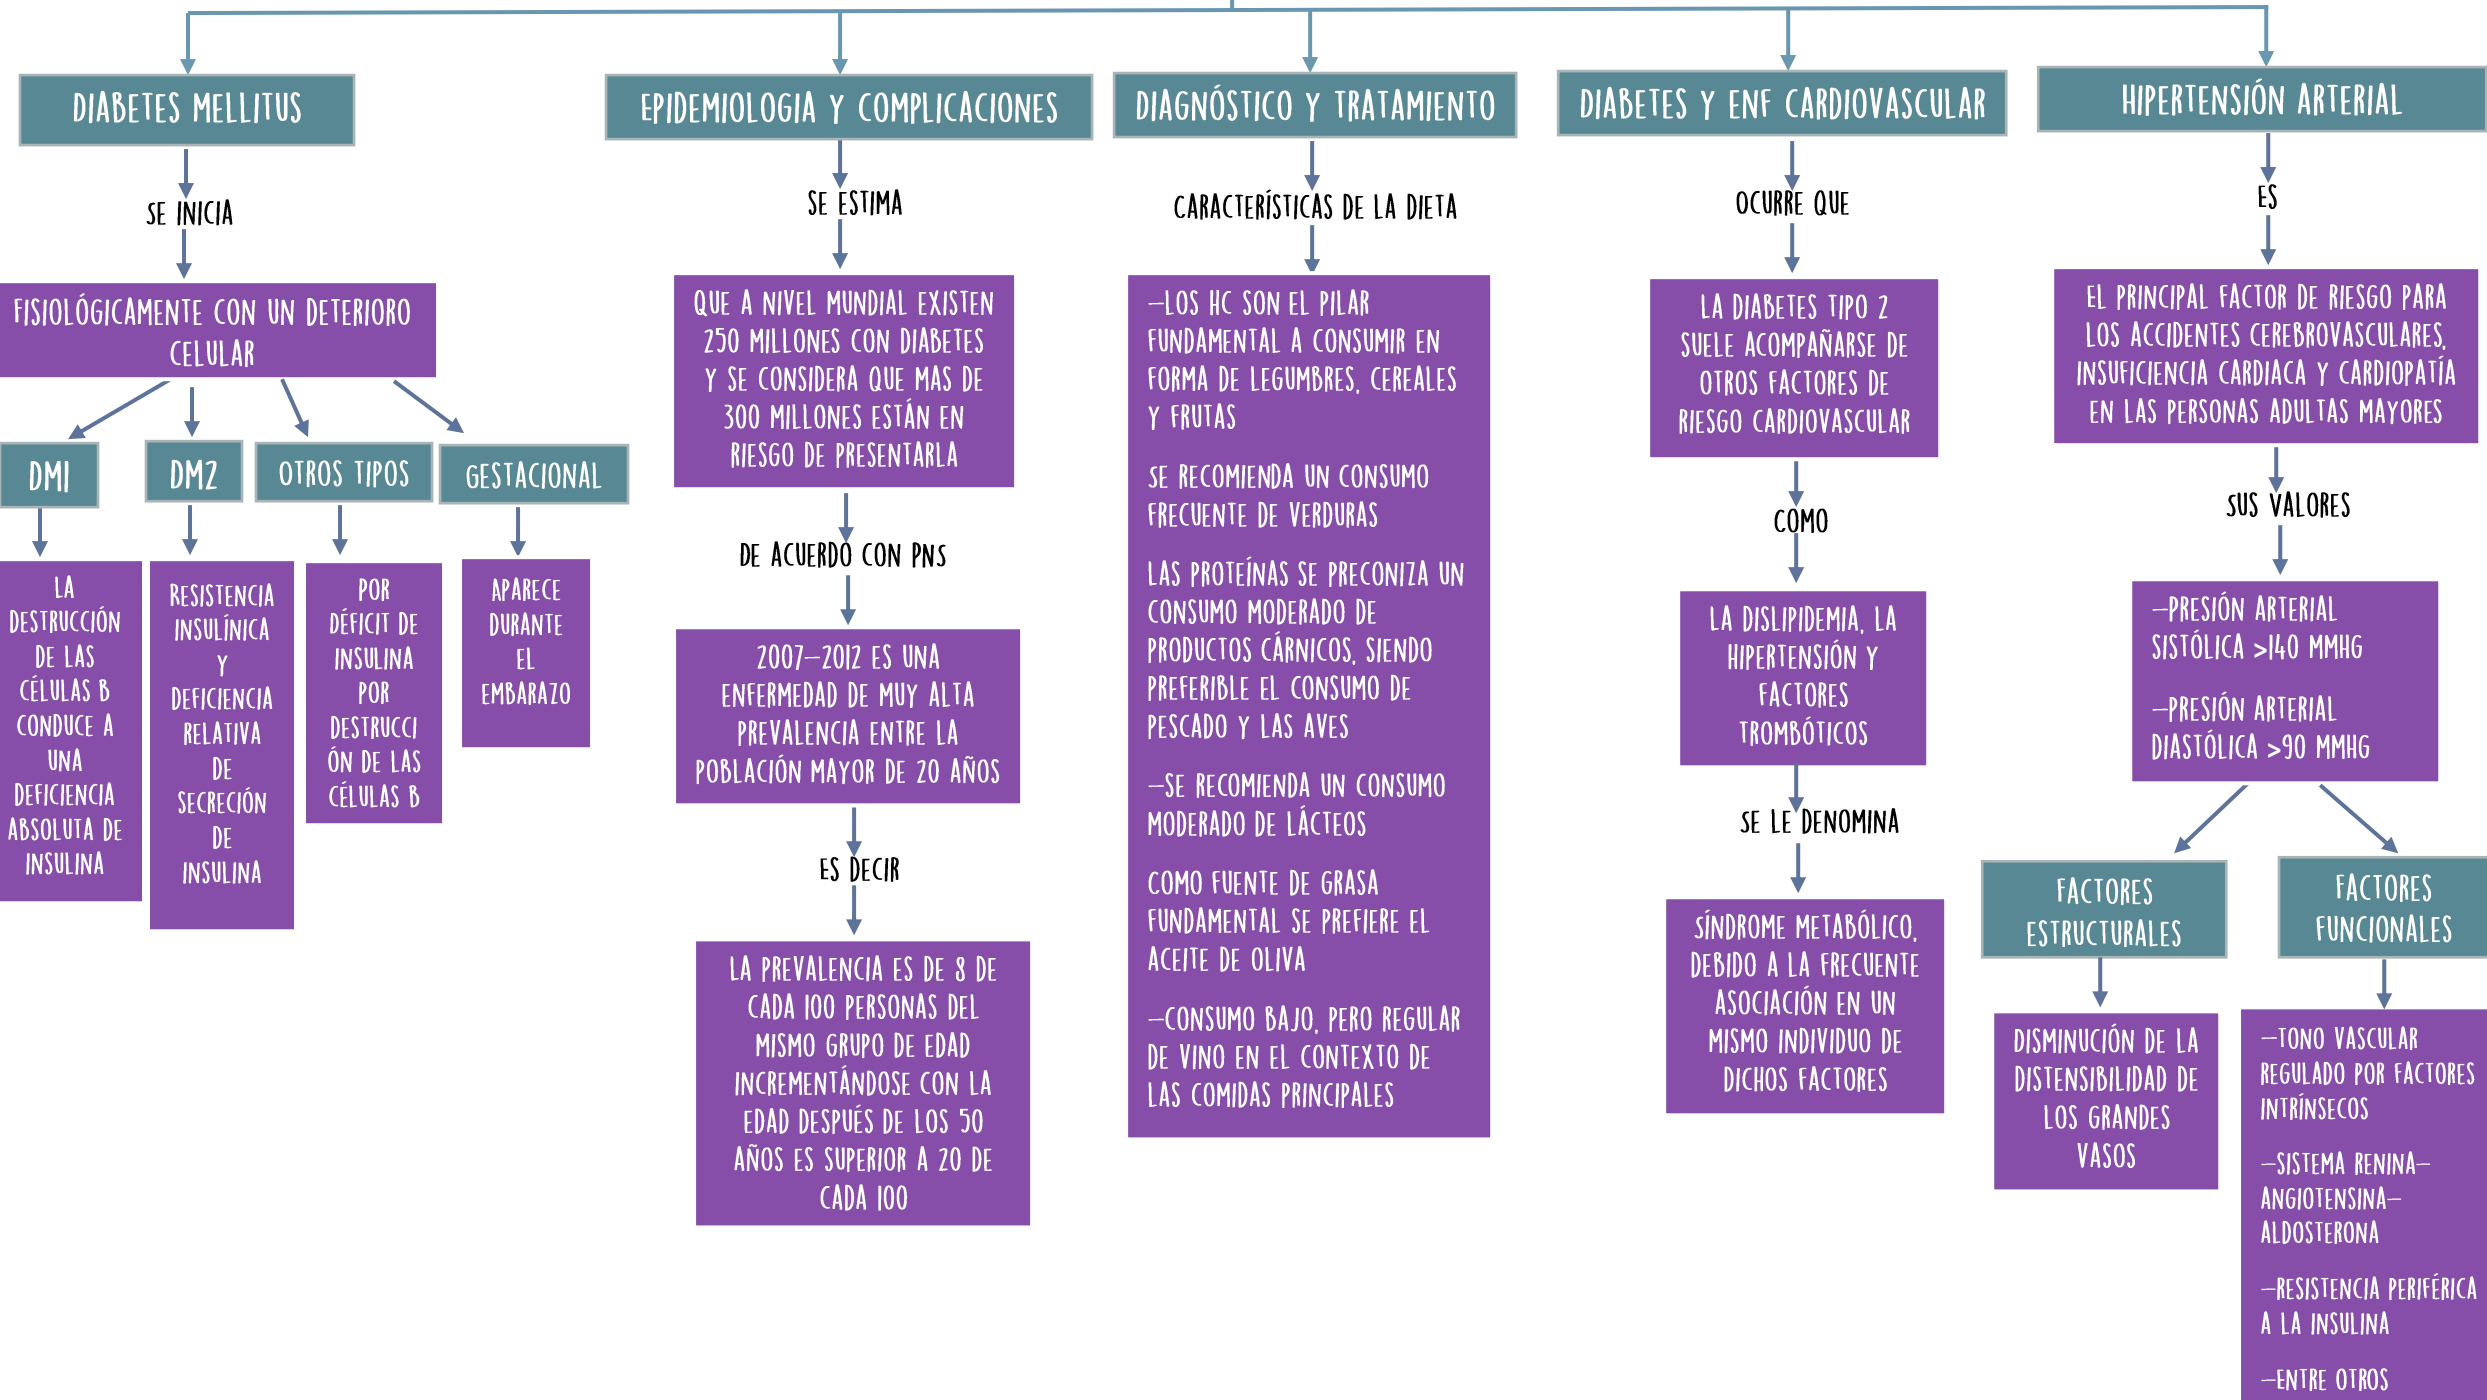 DIABETES MELLITUS
SE INICIA
FISIOLÓGICAMENTE CON UN DETERIORO
CELULAR
DM1
LA
DESTRUCCIÓN
DE LAS
CÉLULAS B
CONDUCE A
UNA
DEFICIENCIA
ABSOLUTA DE
INSULINA
DM2
RESISTENCIA
INSULÍNICA
Y
DEFICIENCIA
RELATIVA
DE
SECRECIÓN
DE
INSULINA
OTROS TIPOS
POR
DÉFICIT DE
INSULINA
POR
DESTRUCCI
ÓN DE LAS
CÉLULAS B
GESTACIONAL
APARECE
DURANTE
EL
EMBARAZO
EPIDEMIOLOGIA Y COMPLICACIONES
SE ESTIMA
QUE A NIVEL MUNDIAL EXISTEN
250 MILLONES CON DIABETES
Y SE CONSIDERA QUE MAS DE
300 MILLONES ESTÁN EN
RIESGO DE PRESENTARLA
DE ACUERDO CON PNS
2007-2012 ES UNA
ENFERMEDAD DE MUY ALTA
PREVALENCIA ENTRE LA
POBLACIÓN MAYOR DE 20 AÑOS
ES DECIR
LA PREVALENCIA ES DE 8 DE
CADA 100 PERSONAS DEL
MISMO GRUPO DE EDAD
INCREMENTÁNDOSE CON LA
EDAD DESPUÉS DE LOS 50
AÑOS ES SUPERIOR A 20 DE
CADA 100
DIAGNÓSTICO Y TRATAMIENTO
CARACTERÍSTICAS DE LA DIETA
-LOS HC SON EL PILAR
FUNDAMENTAL A CONSUMIR EN
FORMA DE LEGUMBRES, CEREALES
Y FRUTAS
SE RECOMIENDA UN CONSUMO
FRECUENTE DE VERDURAS
LAS PROTEÍNAS SE PRECONIZA UN
CONSUMO MODERADO DE
PRODUCTOS CÁRNICOS, SIENDO
PREFERIBLE EL CONSUMO DE
PESCADO Y LAS AVES
-SE RECOMIENDA UN CONSUMO
MODERADO DE LÁCTEOS
COMO FUENTE DE GRASA
FUNDAMENTAL SE PREFIERE EL
ACEITE DE OLIVA
-CONSUMO BAJO, PERO REGULAR
DE VINO EN EL CONTEXTO DE
LAS COMIDAS PRINCIPALES
DIABETES Y ENF CARDIOVASCULAR
OCURRE QUE
LA DIABETES TIPO 2
SUELE ACOMPAÑARSE DE
OTROS FACTORES DE
RIESGO CARDIOVASCULAR
COMO
LA DISLIPIDEMIA, LA
HIPERTENSIÓN Y
FACTORES
TROMBÓTICOS
SE LE DENOMINA
SÍNDROME METABÓLICO,
DEBIDO A LA FRECUENTE
ASOCIACIÓN EN UN
MISMO INDIVIDUO DE
DICHOS FACTORES
HIPERTENSIÓN ARTERIAL
ES
EL PRINCIPAL FACTOR DE RIESGO PARA
LOS ACCIDENTES CEREBROVASCULARES,
INSUFICIENCIA CARDIACA Y CARDIOPATÍA
EN LAS PERSONAS ADULTAS MAYORES
SUS VALORES
-PRESIÓN ARTERIAL
SISTÓLICA >140 MMHG
-PRESIÓN ARTERIAL
DIASTÓLICA >90 MMHG
FACTORES
ESTRUCTURALES
DISMINUCIÓN DE LA
DISTENSIBILIDAD DE
LOS GRANDES
VASOS
FACTORES
FUNCIONALES
-TONO VASCULAR
REGULADO POR FACTORES
INTRÍNSECOS
-SISTEMA RENINA-
ANGIOTENSINA-
ALDOSTERONA
-RESISTENCIA PERIFÉRICA
A LA INSULINA
-ENTRE OTROS